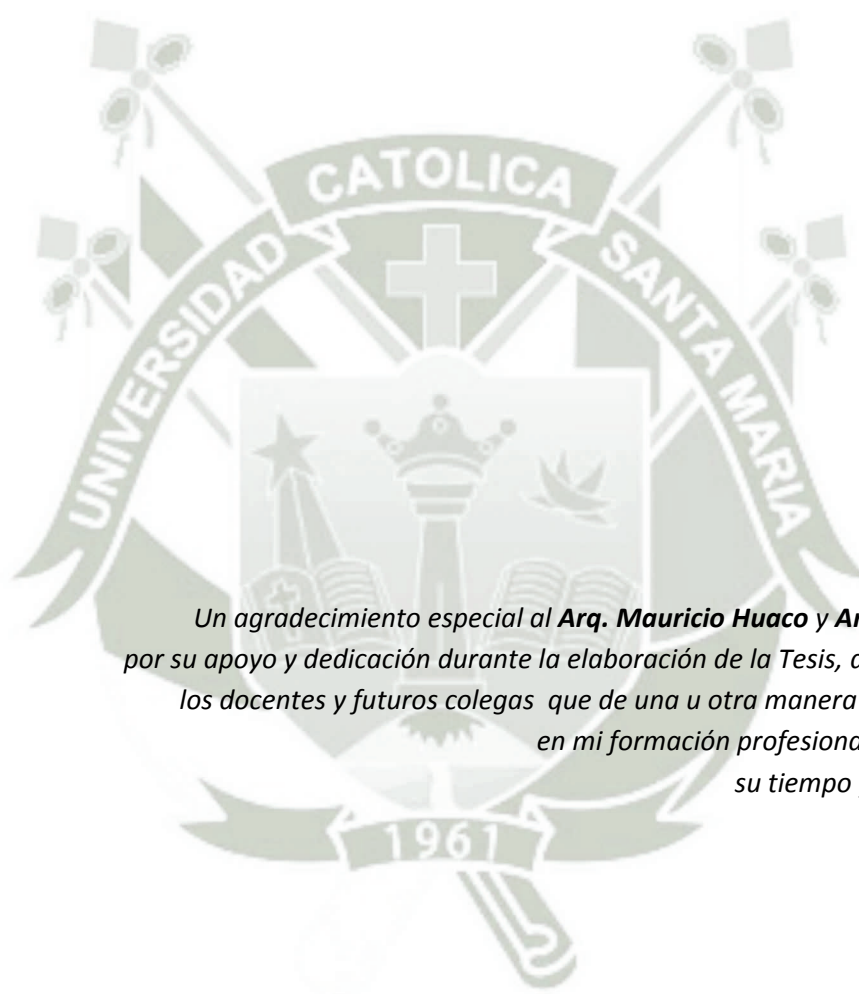 CATOLICA
UNIVERSIDAD
SANTA MARIA
Un agradecimiento especial al Arq. Mauricio Huaco y
por su apoyo y dedicación durante la elaboración de la Tesis,
los docentes y futuros colegas que de una u otra manera
en mi formación
su tiempo
1961